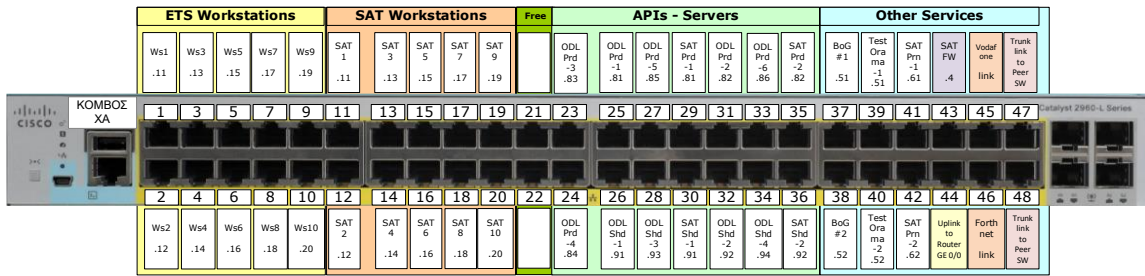 ETS Workstations SAT Workstations Free APIs - Servers Other Services
Ws1 Ws3 Ws5 Ws7 Ws9 SAT 1 SAT 3 SAT 5 SAT 7 SAT 9 ODL Prd -3 ODL Prd -1 ODL Prd -5 SAT Prd -1 ODL Prd -2 ODL Prd -6 SAT Prd -2 BoG #1 Test Ora ma -1 SAT Prn -1 SAT FW Vodaf one link Trunk link to Peer SW
.11 .13 .15 .17 .19 .11 .13 .15 .17 .19 .83 .81 .85 .81 .82 .86 .82 .51 .51 .61 .4
ΚΟΜΒΟΣ ΧΑ
CISCO
Catalyst 2960-L Series
1 3 5 7 9 11 13 15 17 19 21 23 25 27 29 31 33 35 37 39 41 43 45 47
2 4 6 8 10 12 14 16 18 20 22 24 26 28 30 32 34 36 38 40 42 44 46 48
Ws2 Ws4 Ws6 Ws8 Ws10 SAT 2 SAT 4 SAT 6 SAT 8 SAT 10 ODL Prd -4 ODL Shd -1 ODL Shd -3 SAT Shd -1 ODL Shd -2 ODL Shd -4 SAT Shd -2 BoG #2 Test Ora ma -2 SAT Prn -2 Uplink to Router GE 0/0 Forth net link Trunk link to Peer SW
.12 .14 .16 .18 .20 .12 .14 .16 .18 .20 .84 .91 .93 .91 .92 .94 .92 .52 .52 .62